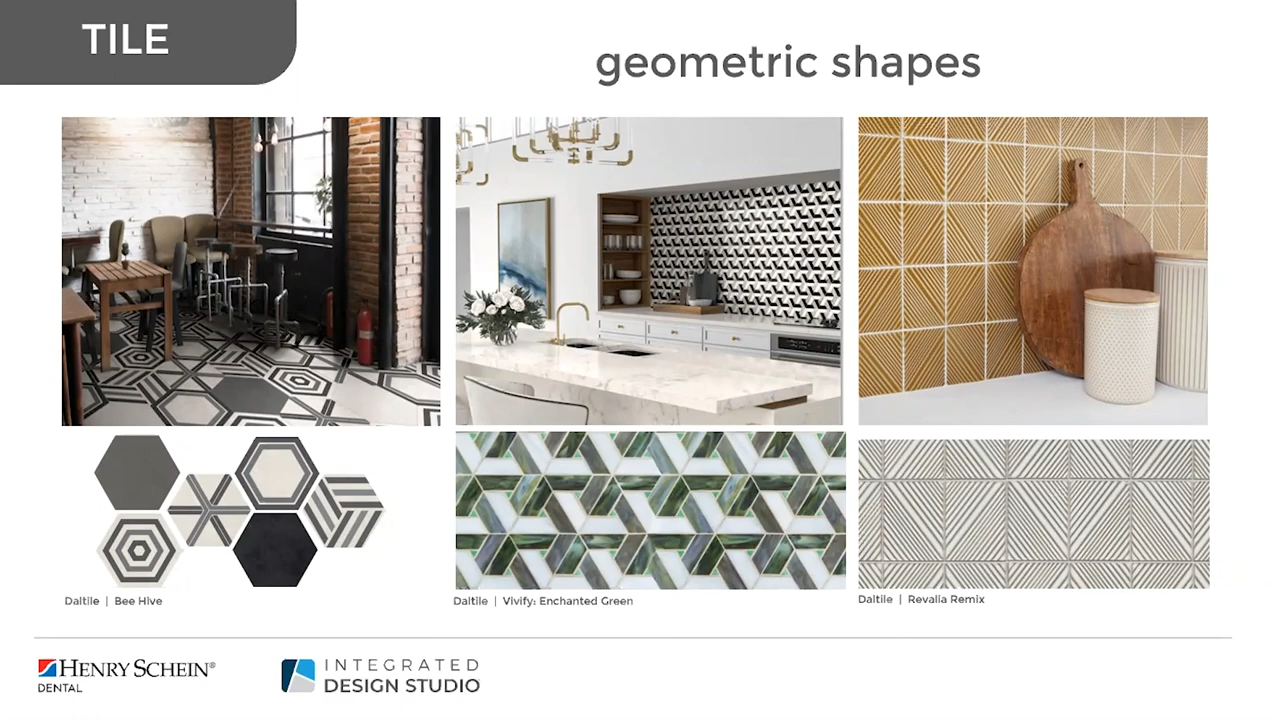 TILE
geometric shapes
Daltile | Bee Hive
Daltile | Vivify: Enchanted Green
Daltile | Revalia Remix
HENRY SCHEIN®
DENTAL
INTEGRATED
DESIGN STUDIO